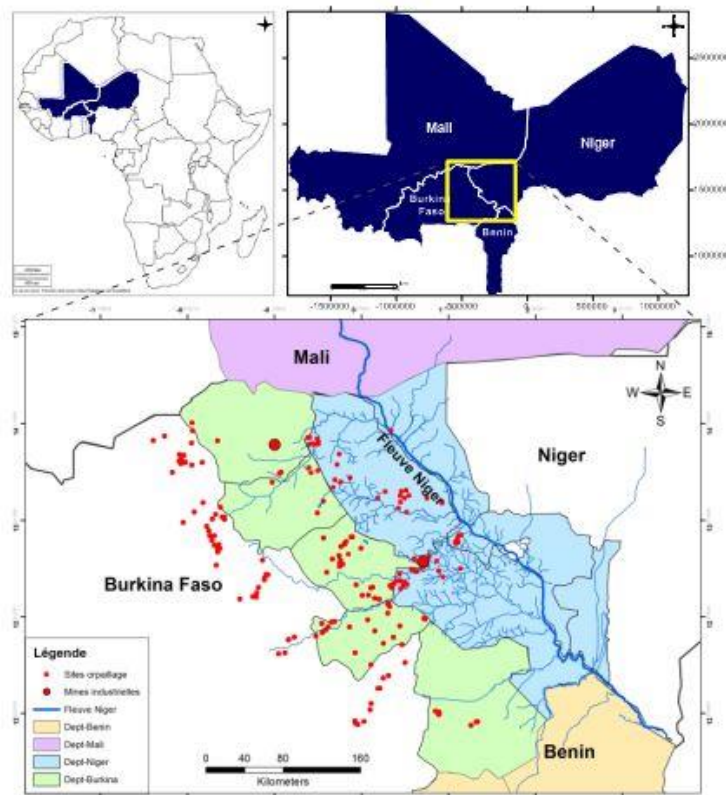 Mali
Niger
Burkina
Faso
Benin
2500000
2000000
1500000
1000000
-1500000
-1000000
-500000
0
500000
1000000
Mali
N
W
E
S
Niger
Fleuve Niger
Burkina Faso
Légende
Sites orpaillage
Mines industrielles
Fleuve Niger
Dept-Benin
Dept-Mali
Dept-Niger
Dept-Burkina
0 40 80 160
Kilometers
Benin